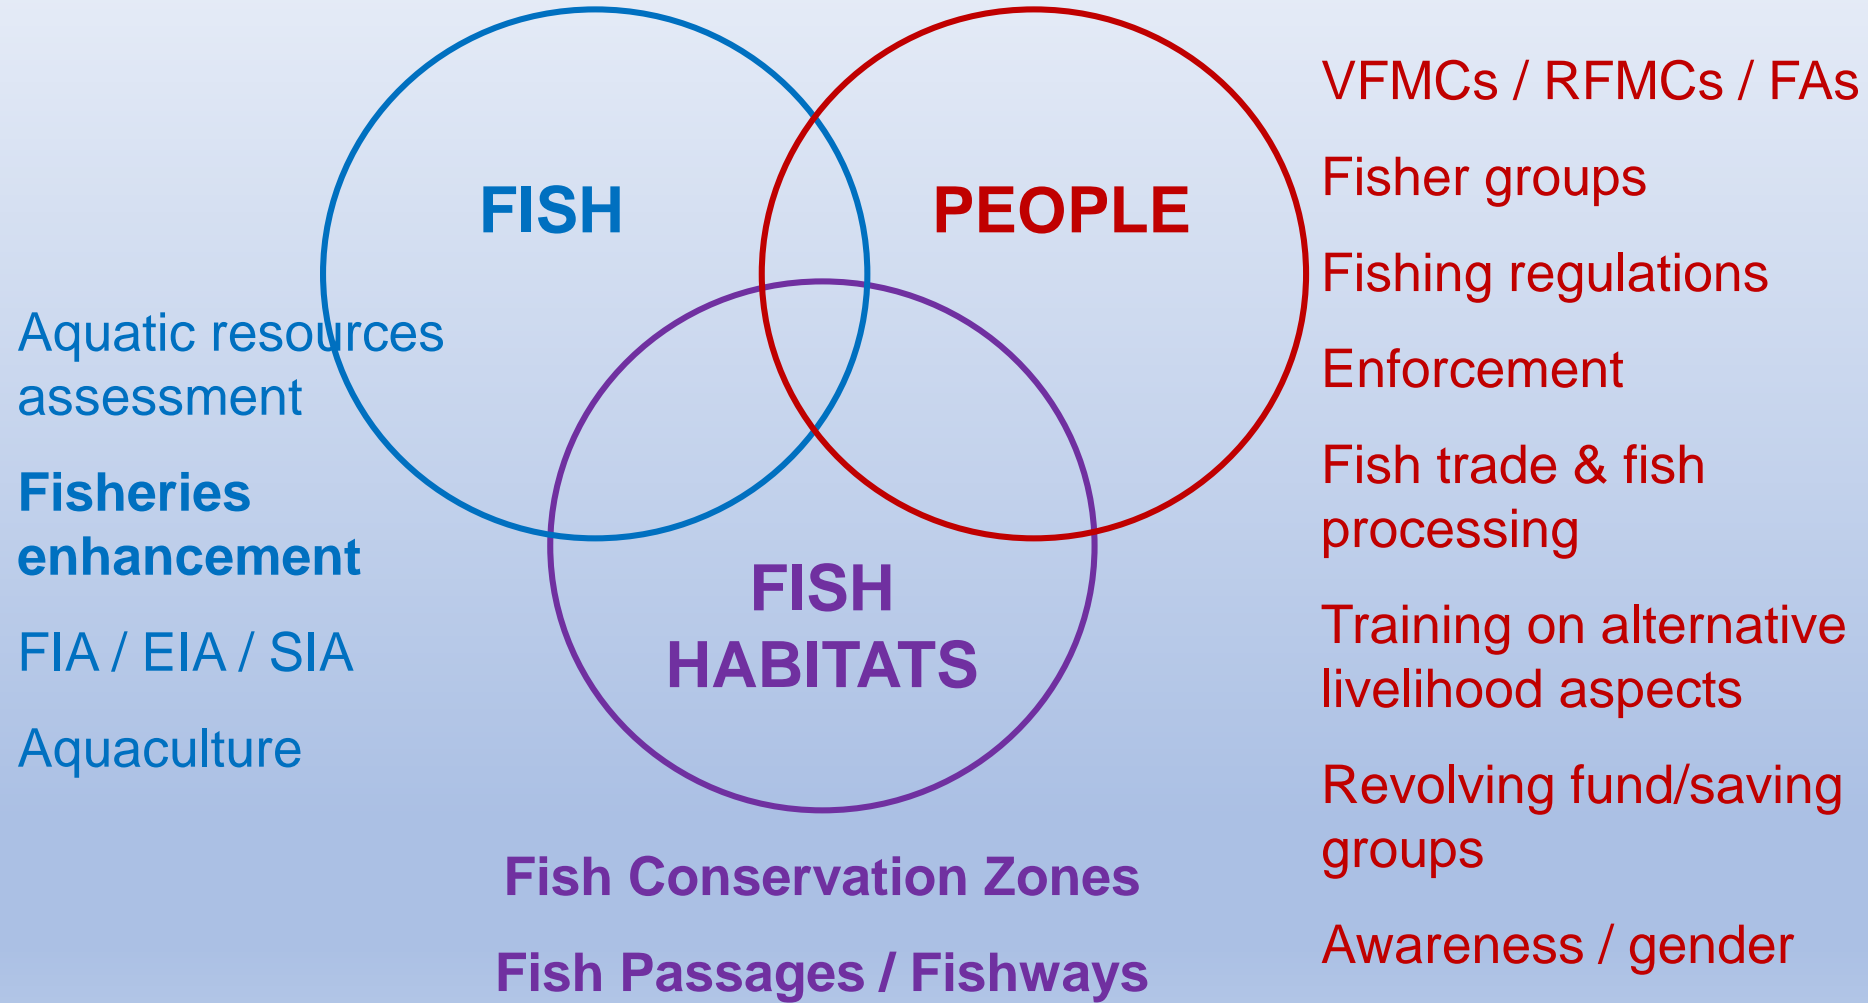 FISH
PEOPLE
FISH
HABITATS
Aquatic resources
assessment
Fisheries
enhancement
FIA / EIA / SIA
Aquaculture
VFMCs / RFMCs / FAs
Fisher groups
Fishing regulations
Enforcement
Fish trade & fish
processing
Training on alternative
livelihood aspects
Revolving fund/saving
groups
Awareness / gender
Fish Conservation Zones
Fish Passages / Fishways